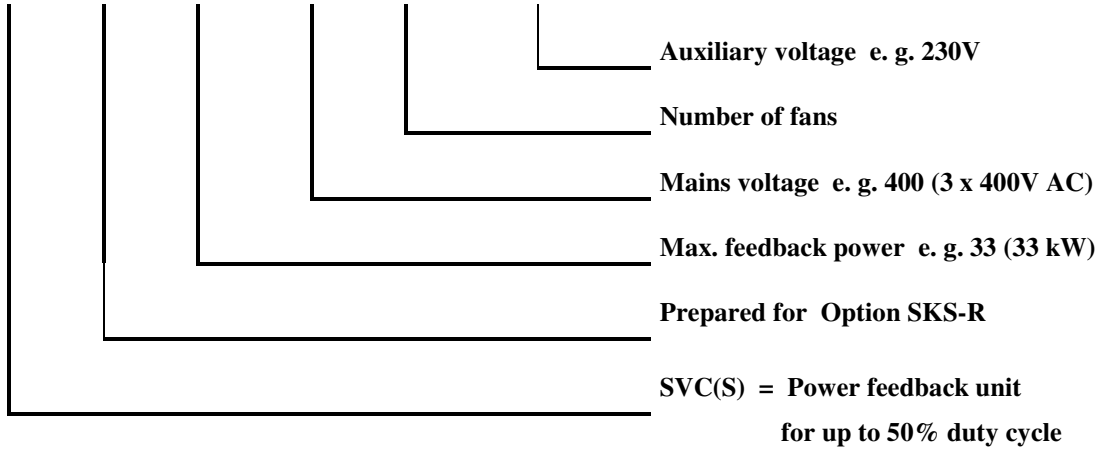 Auxiliary voltage e. g. 230V
Number of fans
Mains voltage e. g. 400 (3 x 400V AC)
Max. feedback power e. g. 33 (33 kW)
Prepared for Option SKS-R
SVC(S) = Power feedback unit
for up to 50% duty cycle